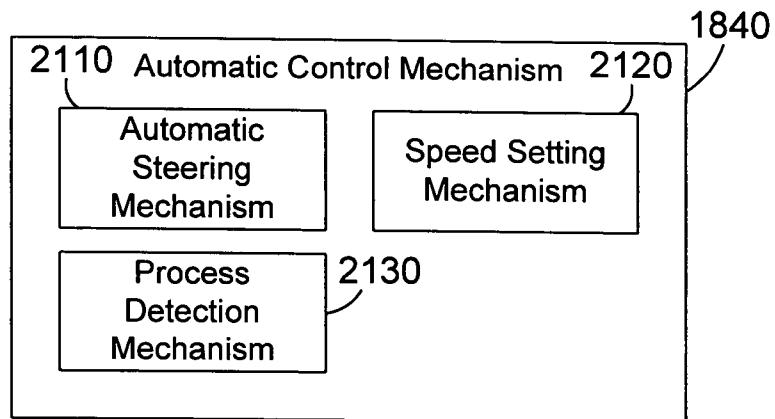 1840
2110 Automatic Control Mechanism 2120
Automatic
Steering
Mechanism
Speed Setting
Mechanism
Process
Detection
Mechanism
2130